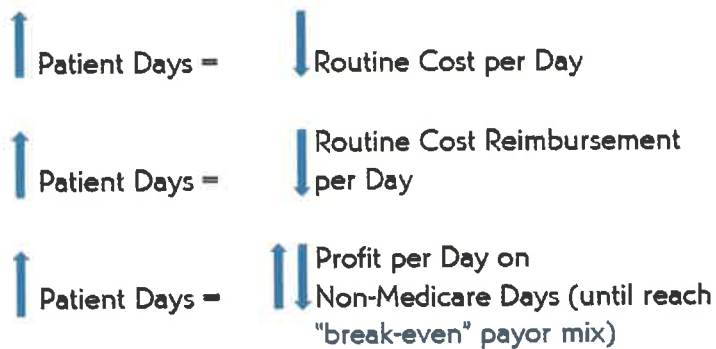 Patient Days = Routine Cost per Day
Routine Cost Reimbursement
Patient Days = per Day
Profit per Day on
Patient Days = Non-Medicare Days (until reach
"break-even" payor mix)